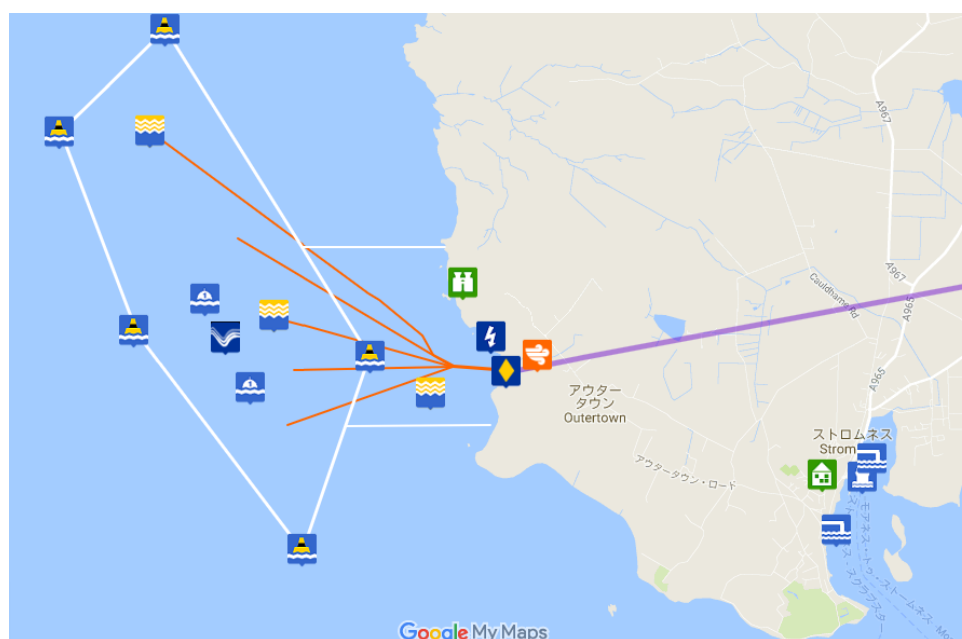 A967
A967
Cauldhame Rd
A965
A965
アウター
タウン
Outertown
ストロムネス
Strom
アウタータウン・ロード
Google My Maps